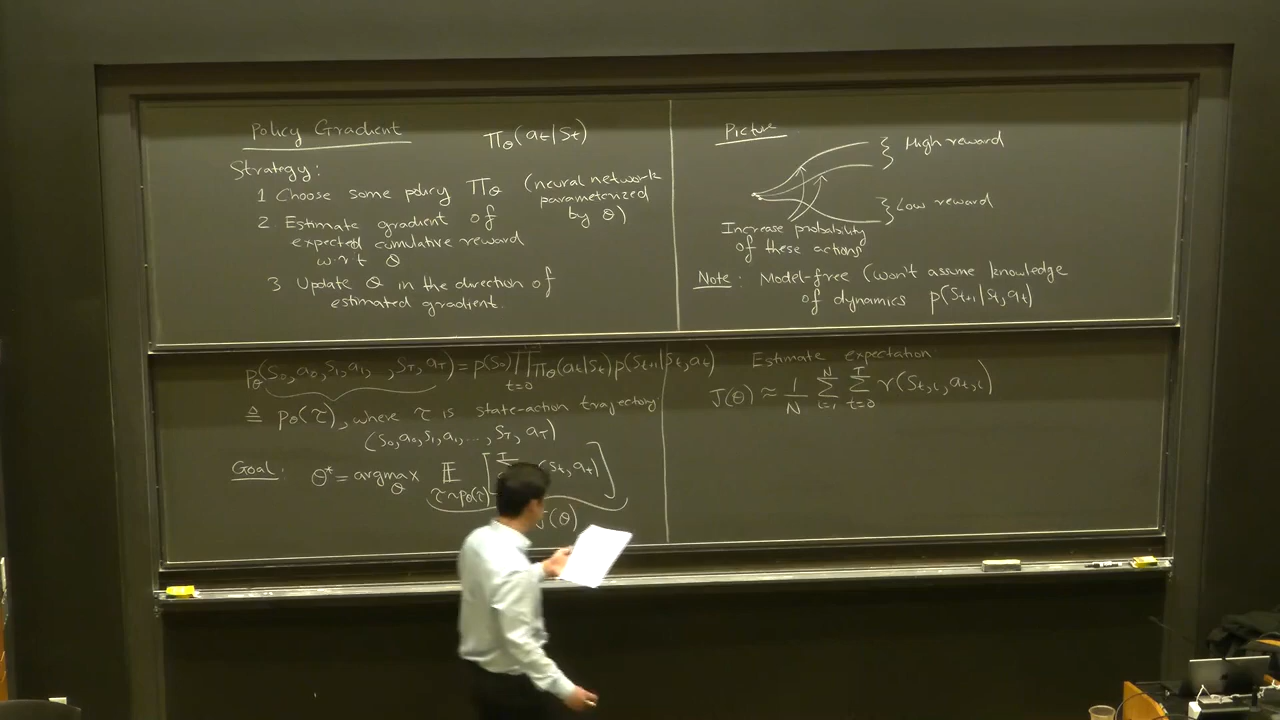 Policy Gradient
Πθ(at|St)
Strategy:
1 Choose some policy Πθ (neural network parameterized by θ)
2 Estimate gradient of
expected cumulative reward
w.r.t θ
3 Update θ in the direction of
estimated gradient.
Picture
} High reward
} Low reward
Increase probability
of these actions
Note: Model-free (won't assume knowledge
of dynamics p(St+1|St,at)
pθ(S0,a0,S1,a1, ,ST,aT) = p(S0) ∏ t=0 Πθ(at|St) p(St+1|St,at)
≜ pθ(τ), where τ is state-action trajectory.
(S0,a0,S1,a1,..., ST, aT)
Goal: θ* = argmax θ 𝔼 τ~pθ(τ) [ (St,at) ]
J(θ)
Estimate expectation
J(θ) ≈ 1/N ∑ i=1 N ∑ t=0 T r(St,i, at,i)